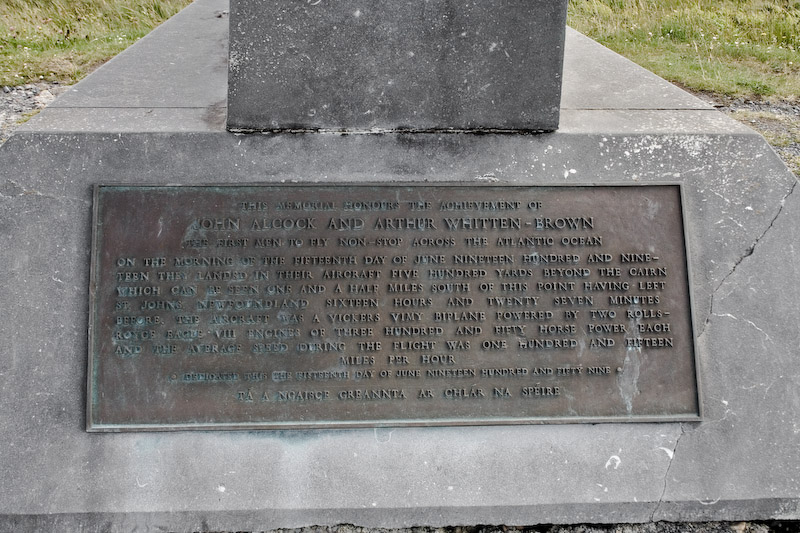 THIS MEMORIAL HONOURS THE ACHIEVEMENT OF
JOHN ALCOCK AND ARTHUR WHITTEN-BROWN
THE FIRST MEN TO FLY NON-STOP ACROSS THE ATLANTIC OCEAN
ON THE MORNING OF THE FIFTEENTH DAY OF JUNE NINETEEN HUNDRED AND NINE-
TEEN THEY LANDED IN THEIR AIRCRAFT FIVE HUNDRED YARDS BEYOND THE CAIRN
WHICH CAN BE SEEN ONE AND A HALF MILES SOUTH OF THIS POINT HAVING LEFT
ST. JOHNS, NEWFOUNDLAND SIXTEEN HOURS AND TWENTY SEVEN MINUTES
BEFORE. THE AIRCRAFT WAS A VICKERS VIMY BIPLANE POWERED BY TWO ROLLS-
ROYCE EAGLE VIII ENGINES OF THREE HUNDRED AND FIFTY HORSE POWER EACH
AND THE AVERAGE SPEED DURING THE FLIGHT WAS ONE HUNDRED AND FIFTEEN
MILES PER HOUR
DEDICATED THIS THE FIFTEENTH DAY OF JUNE NINETEEN HUNDRED AND FIFTY NINE
TÁ A NGAISCE GREANNTA AR CHLÁR NA SPÉIRE